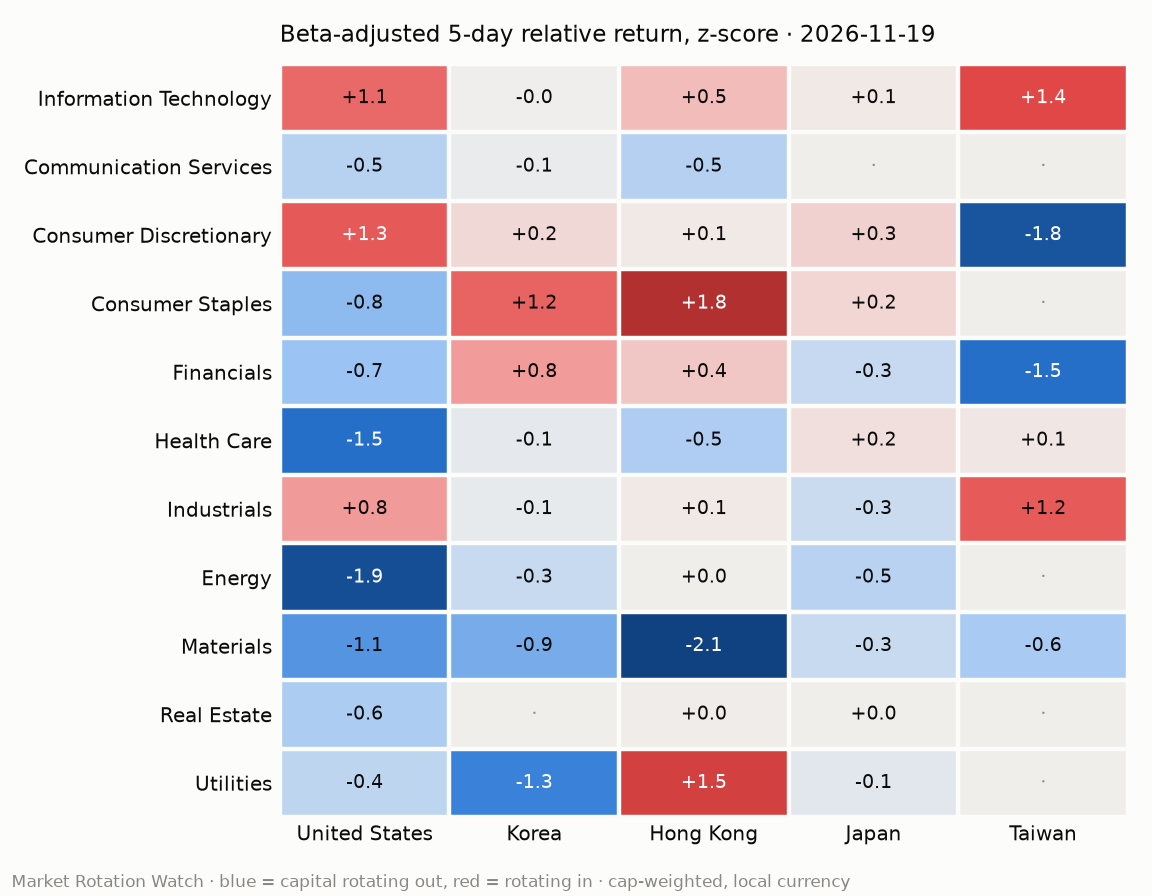 Beta-adjusted 5-day relative return, z-score · 2026-11-19
Information Technology +1.1 -0.0 +0.5 +0.1 +1.4
Communication Services -0.5 -0.1 -0.5 · ·
Consumer Discretionary +1.3 +0.2 +0.1 +0.3 -1.8
Consumer Staples -0.8 +1.2 +1.8 +0.2 ·
Financials -0.7 +0.8 +0.4 -0.3 -1.5
Health Care -1.5 -0.1 -0.5 +0.2 +0.1
Industrials +0.8 -0.1 +0.1 -0.3 +1.2
Energy -1.9 -0.3 +0.0 -0.5 ·
Materials -1.1 -0.9 -2.1 -0.3 -0.6
Real Estate -0.6 · +0.0 +0.0 ·
Utilities -0.4 -1.3 +1.5 -0.1 ·
United States Korea Hong Kong Japan Taiwan
Market Rotation Watch · blue = capital rotating out, red = rotating in · cap-weighted, local currency